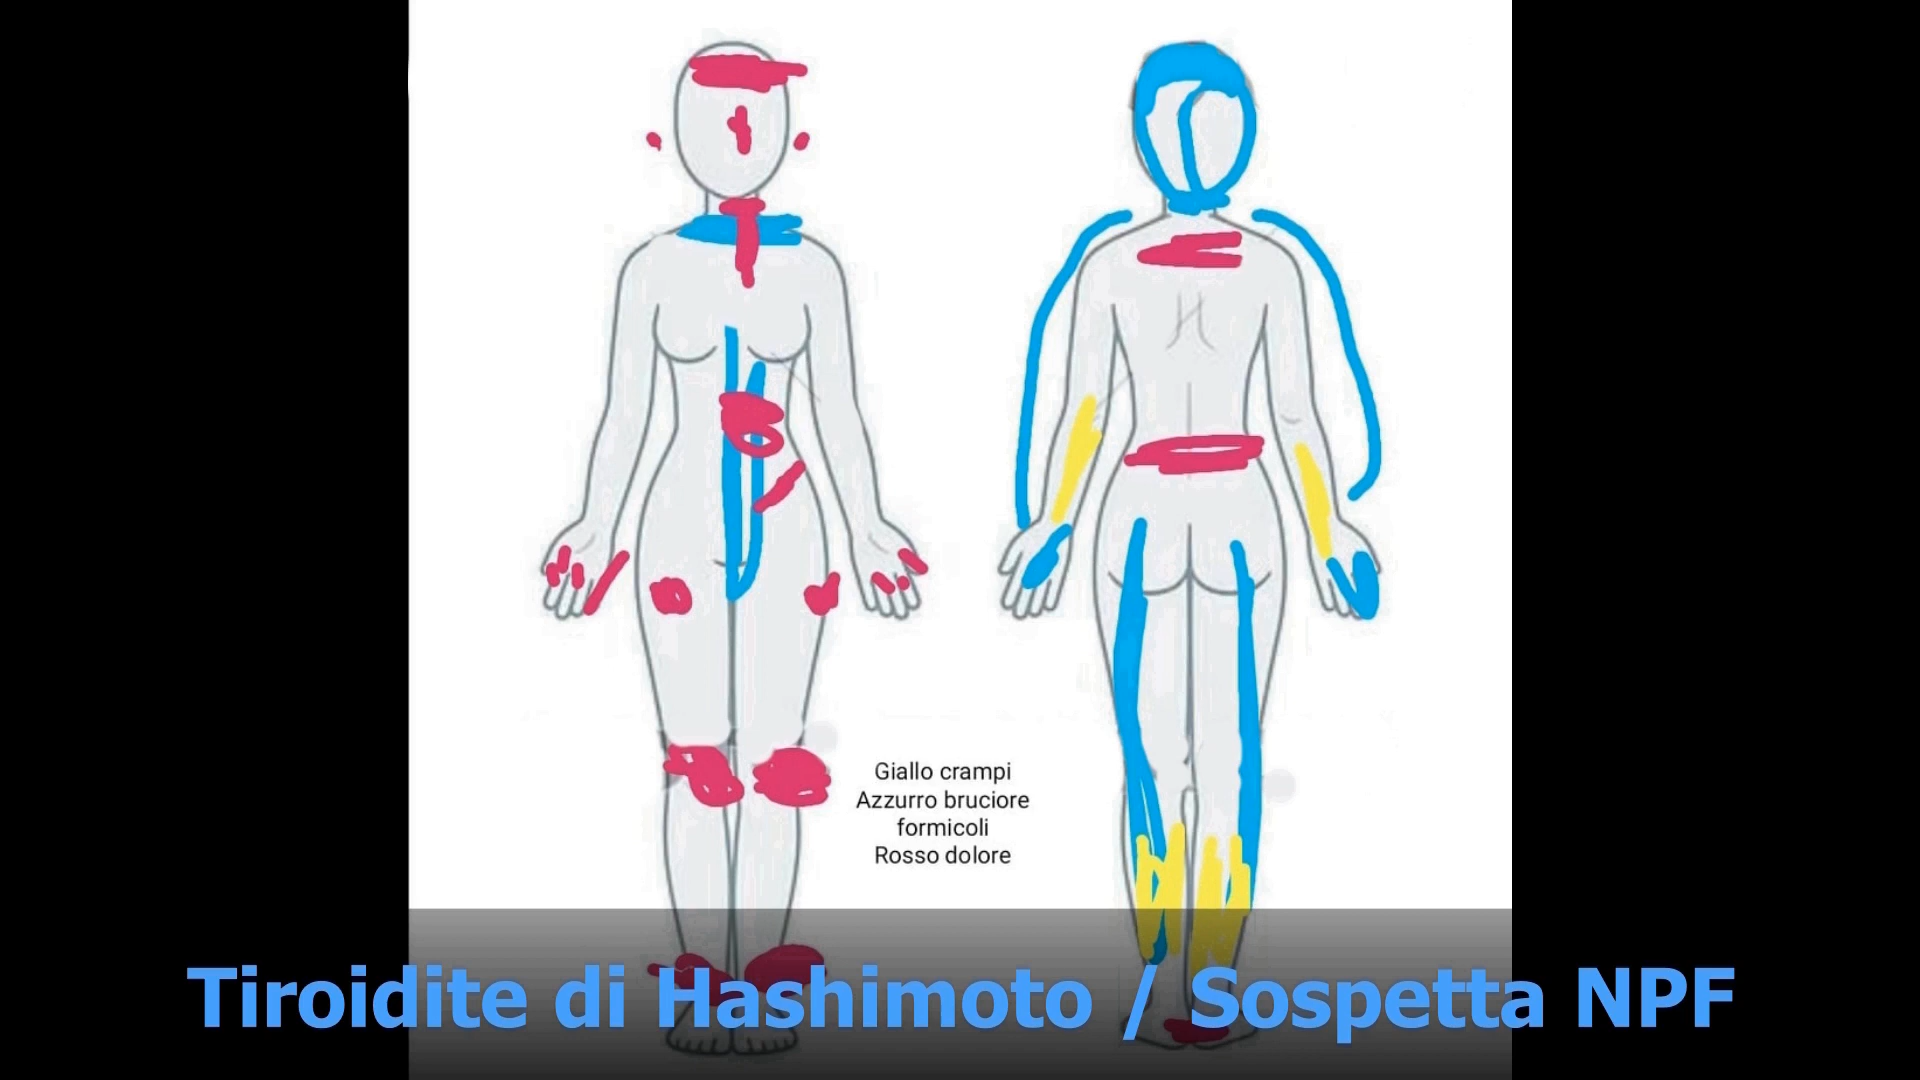 Giallo crampi
Azzurro bruciore
formicoli
Rosso dolore
Tiroidite di Hashimoto / Sospetta NPF